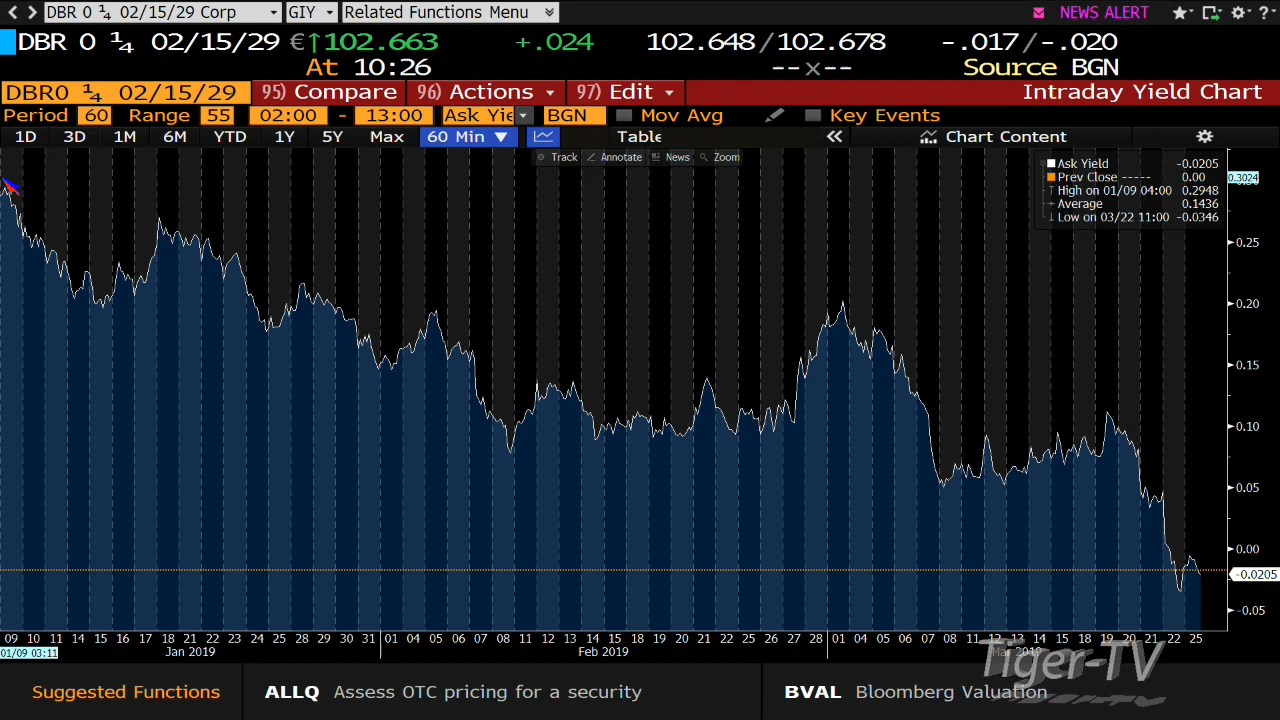 DBR 0 ¼ 02/15/29 Corp GIY Related Functions Menu NEWS ALERT ?
DBR 0 ¼ 02/15/29 €↑102.663 +.024 102.648/102.678 -.017/-.020
At 10:26 --x-- Source BGN
DBR0 ¼ 02/15/29 95) Compare 96) Actions 97) Edit Intraday Yield Chart
Period 60 Range 55 02:00 - 13:00 Ask Yie BGN Mov Avg Key Events
1D 3D 1M 6M YTD 1Y 5Y Max 60 Min ▼ Table « Chart Content
Track Annotate News Zoom
Ask Yield -0.0205
Prev Close ----- 0.00
High on 01/09 04:00 0.2948
Average 0.1436
Low on 03/22 11:00 -0.0346
0.3024
0.25
0.20
0.15
0.10
0.05
0.00
-0.0205
-0.05
09 10 11 14 15 16 17 18 21 22 23 24 25 28 29 30 31 01 04 05 06 07 08 11 12 13 14 15 18 19 20 21 22 25 26 27 28 01 04 05 06 07 08 11 12 13 14 15 18 19 20 21 22 25
01/09 03:11 Jan 2019 Feb 2019 Mar 2019
Tiger-TV
Suggested Functions ALLQ Assess OTC pricing for a security BVAL Bloomberg Valuation